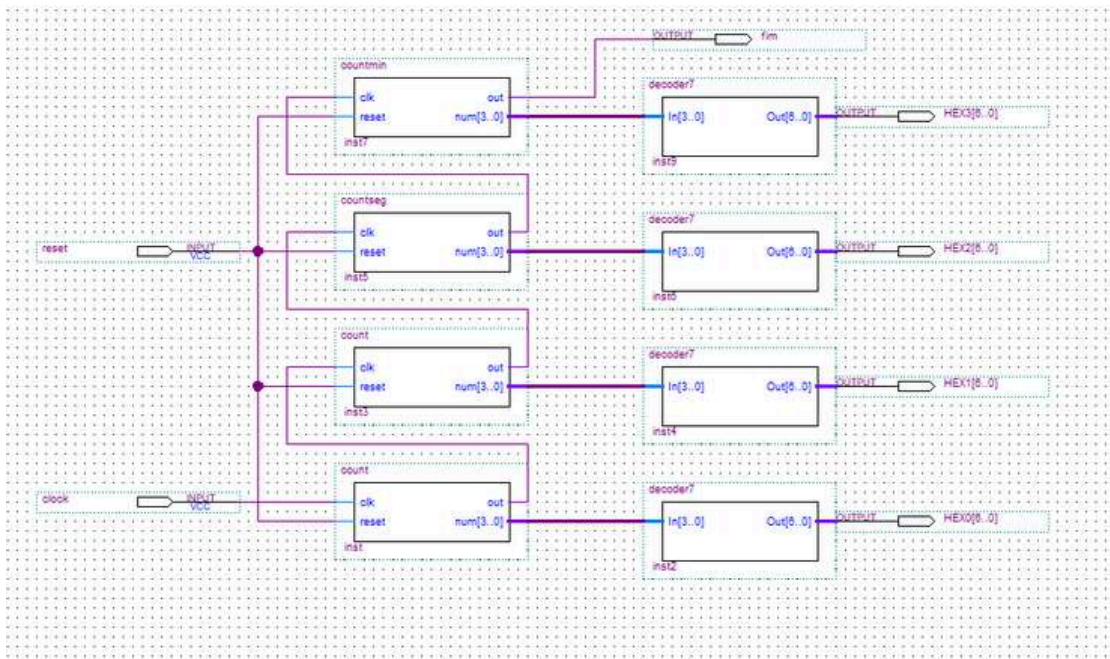 OUTPUT fim
countmin
clk out
reset num[3..0]
inst7
decoder7
In[3..0] Out[6..0]
inst9
OUTPUT HEX3[6..0]
countseg
clk out
reset num[3..0]
inst5
decoder7
In[3..0] Out[6..0]
inst6
OUTPUT HEX2[6..0]
reset INPUT
VCC
count
clk out
reset num[3..0]
inst3
decoder7
In[3..0] Out[6..0]
inst4
OUTPUT HEX1[6..0]
count
clk out
reset num[3..0]
inst
decoder7
In[3..0] Out[6..0]
inst2
OUTPUT HEX0[6..0]
clock INPUT
VCC